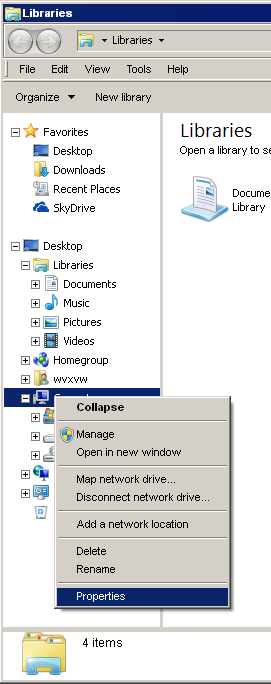 Libraries
Libraries
File Edit View Tools Help
Organize New library
Favorites
Desktop
Downloads
Recent Places
SkyDrive
Desktop
Libraries
Documents
Music
Pictures
Videos
Homegroup
wvxvw
Libraries
Open a library to se
Docume
Library
Collapse
Manage
Open in new window
Map network drive...
Disconnect network drive...
Add a network location
Delete
Rename
Properties
4 items